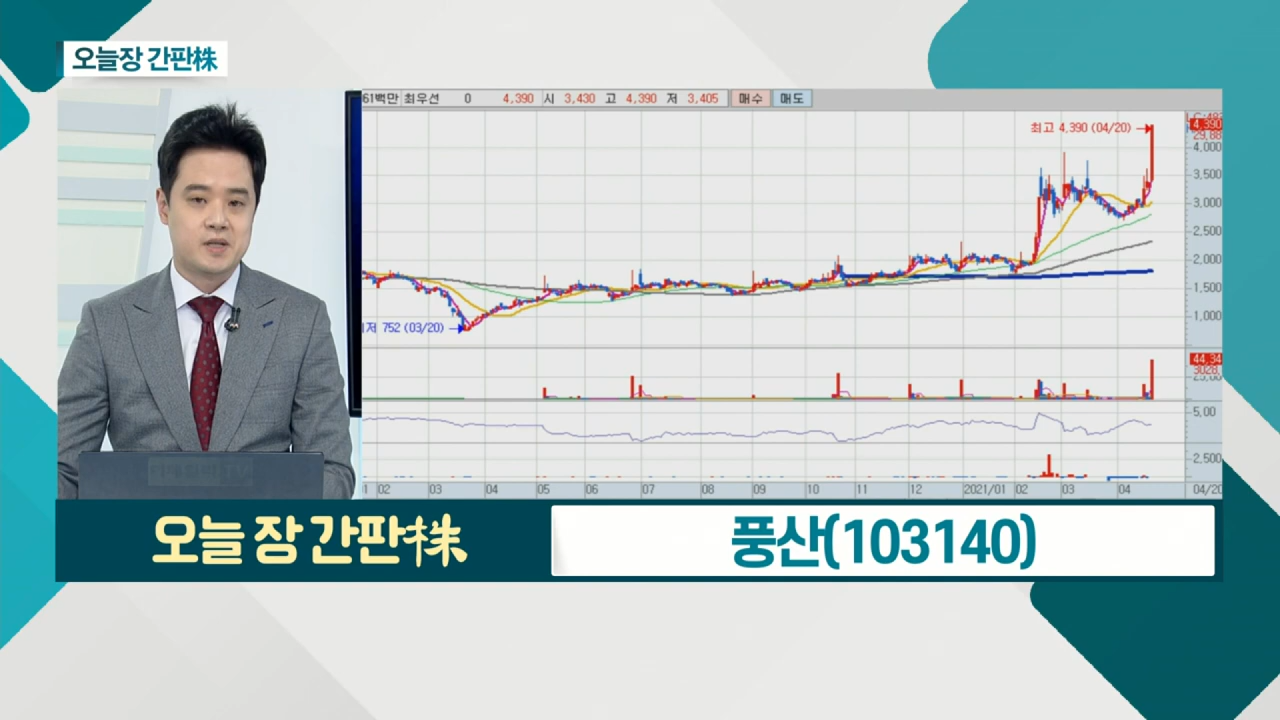 오늘장 간판株
61백만 최우선 0 4,390 시 3,430 고 4,390 저 3,405 매수 매도
최고 4,390 (04/20)
4,390
4,000
3,500
3,000
2,500
2,000
1,500
저 752 (03/20)
1,000
44,34
5,00
2,500
02 03 04 05 06 07 08 09 10 11 12 2021/01 02 03 04 04/20
오늘 장 간판株
풍산(103140)